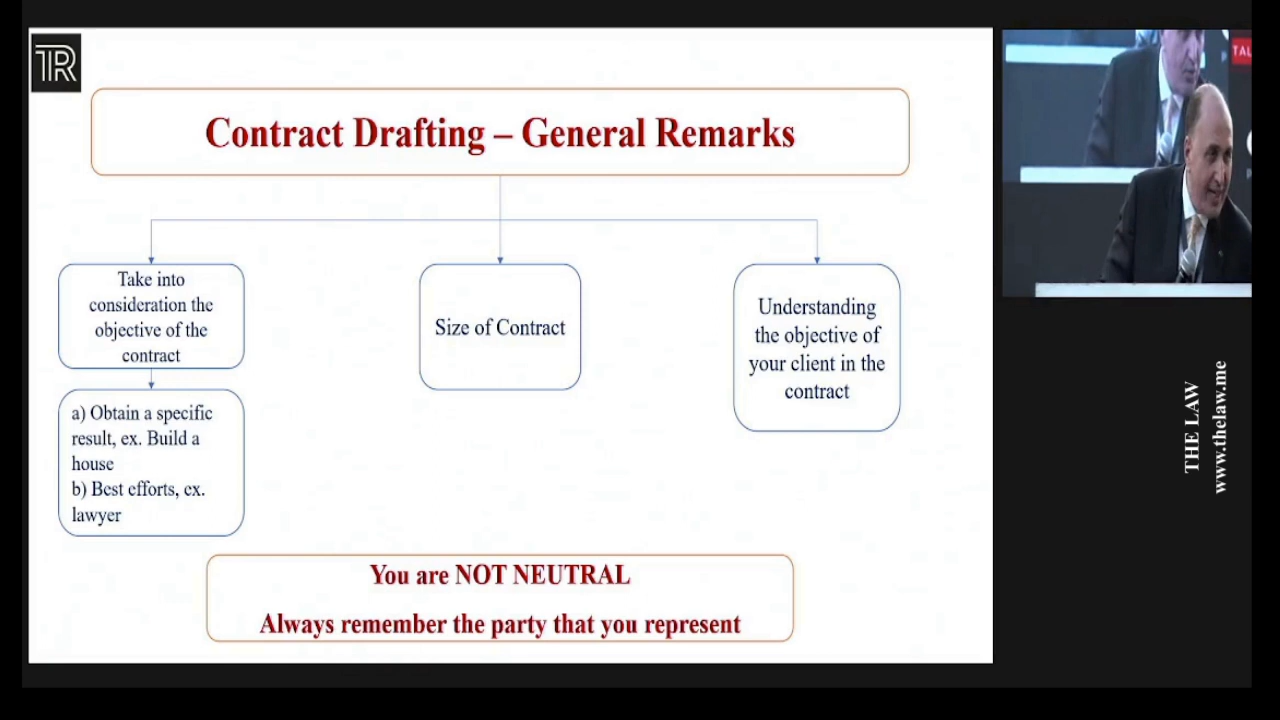 TR
Contract Drafting – General Remarks
Take into
consideration the
objective of the
contract
Size of Contract
Understanding
the objective of
your client in the
contract
a) Obtain a specific
result, ex. Build a
house
b) Best efforts, ex.
lawyer
You are NOT NEUTRAL
Always remember the party that you represent
TAL
THE LAW
www.thelaw.me